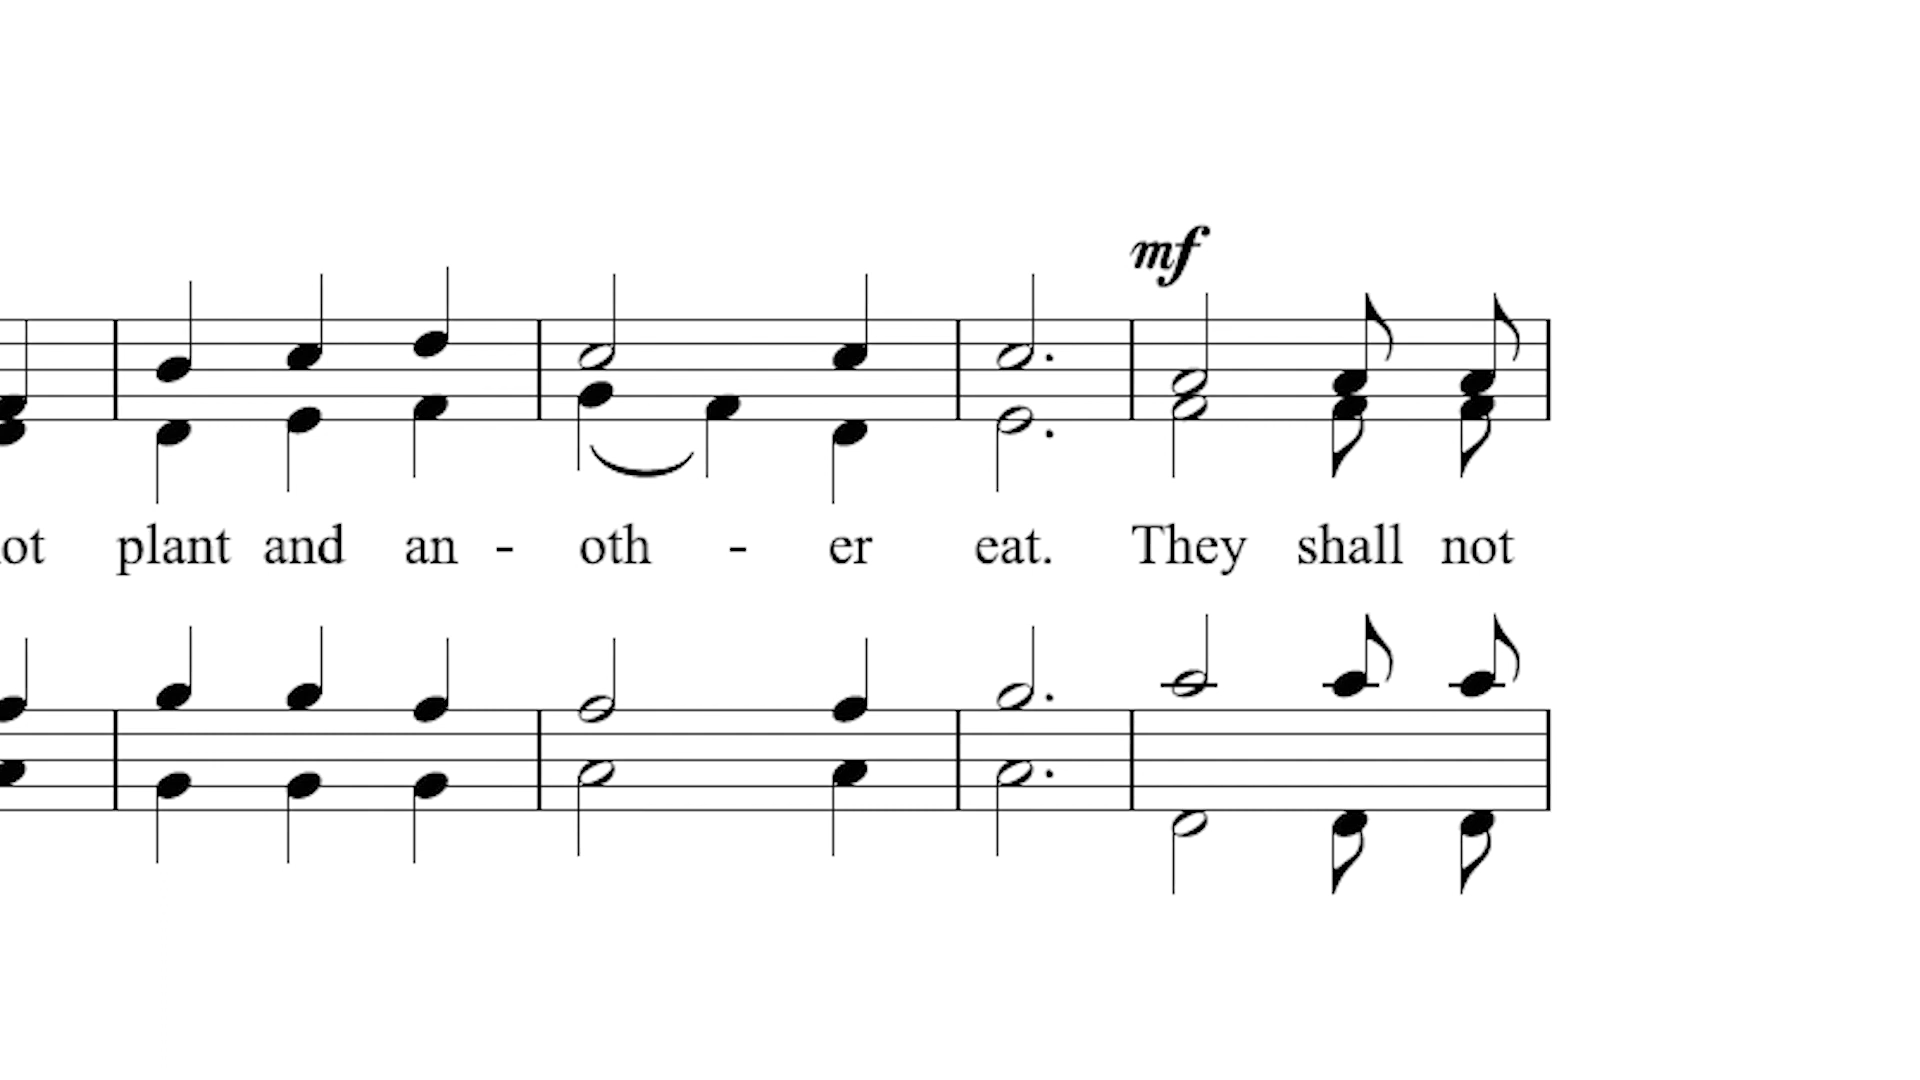 mf
ot plant and an - oth - er eat. They shall not